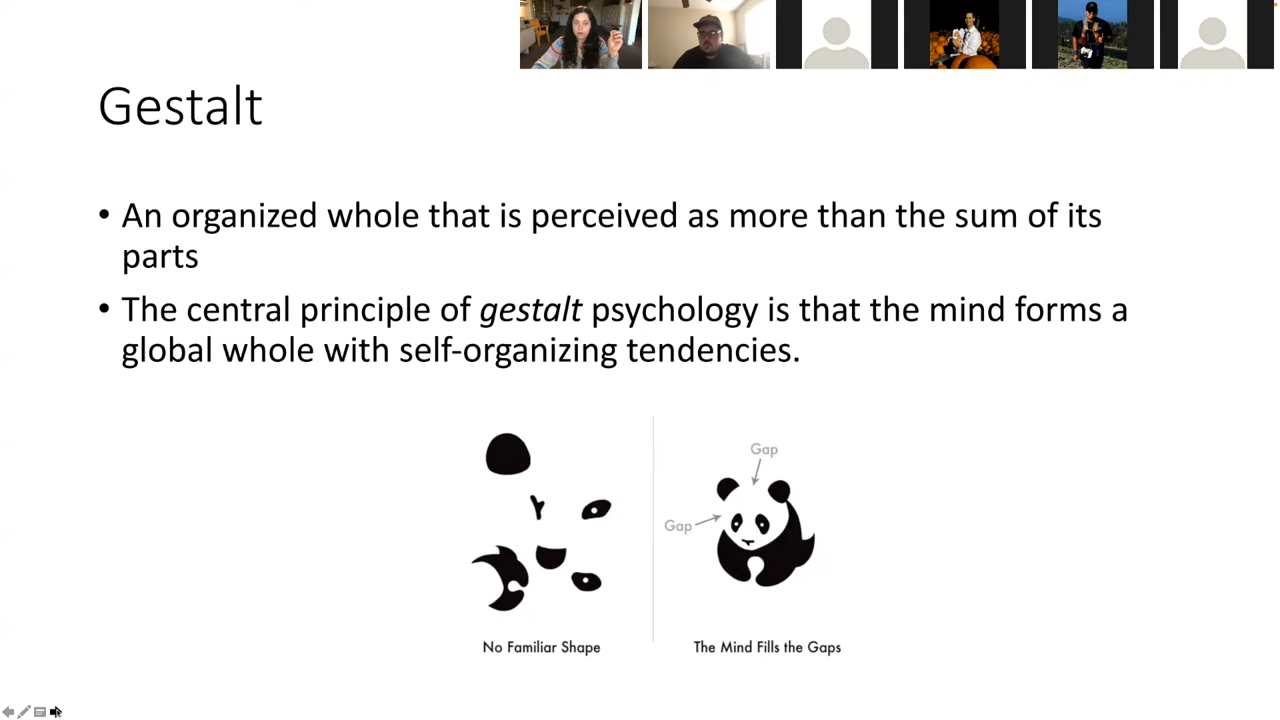 Gestalt
• An organized whole that is perceived as more than the sum of its
parts
• The central principle of gestalt psychology is that the mind forms a
global whole with self-organizing tendencies.
Gap
Gap
No Familiar Shape
The Mind Fills the Gaps